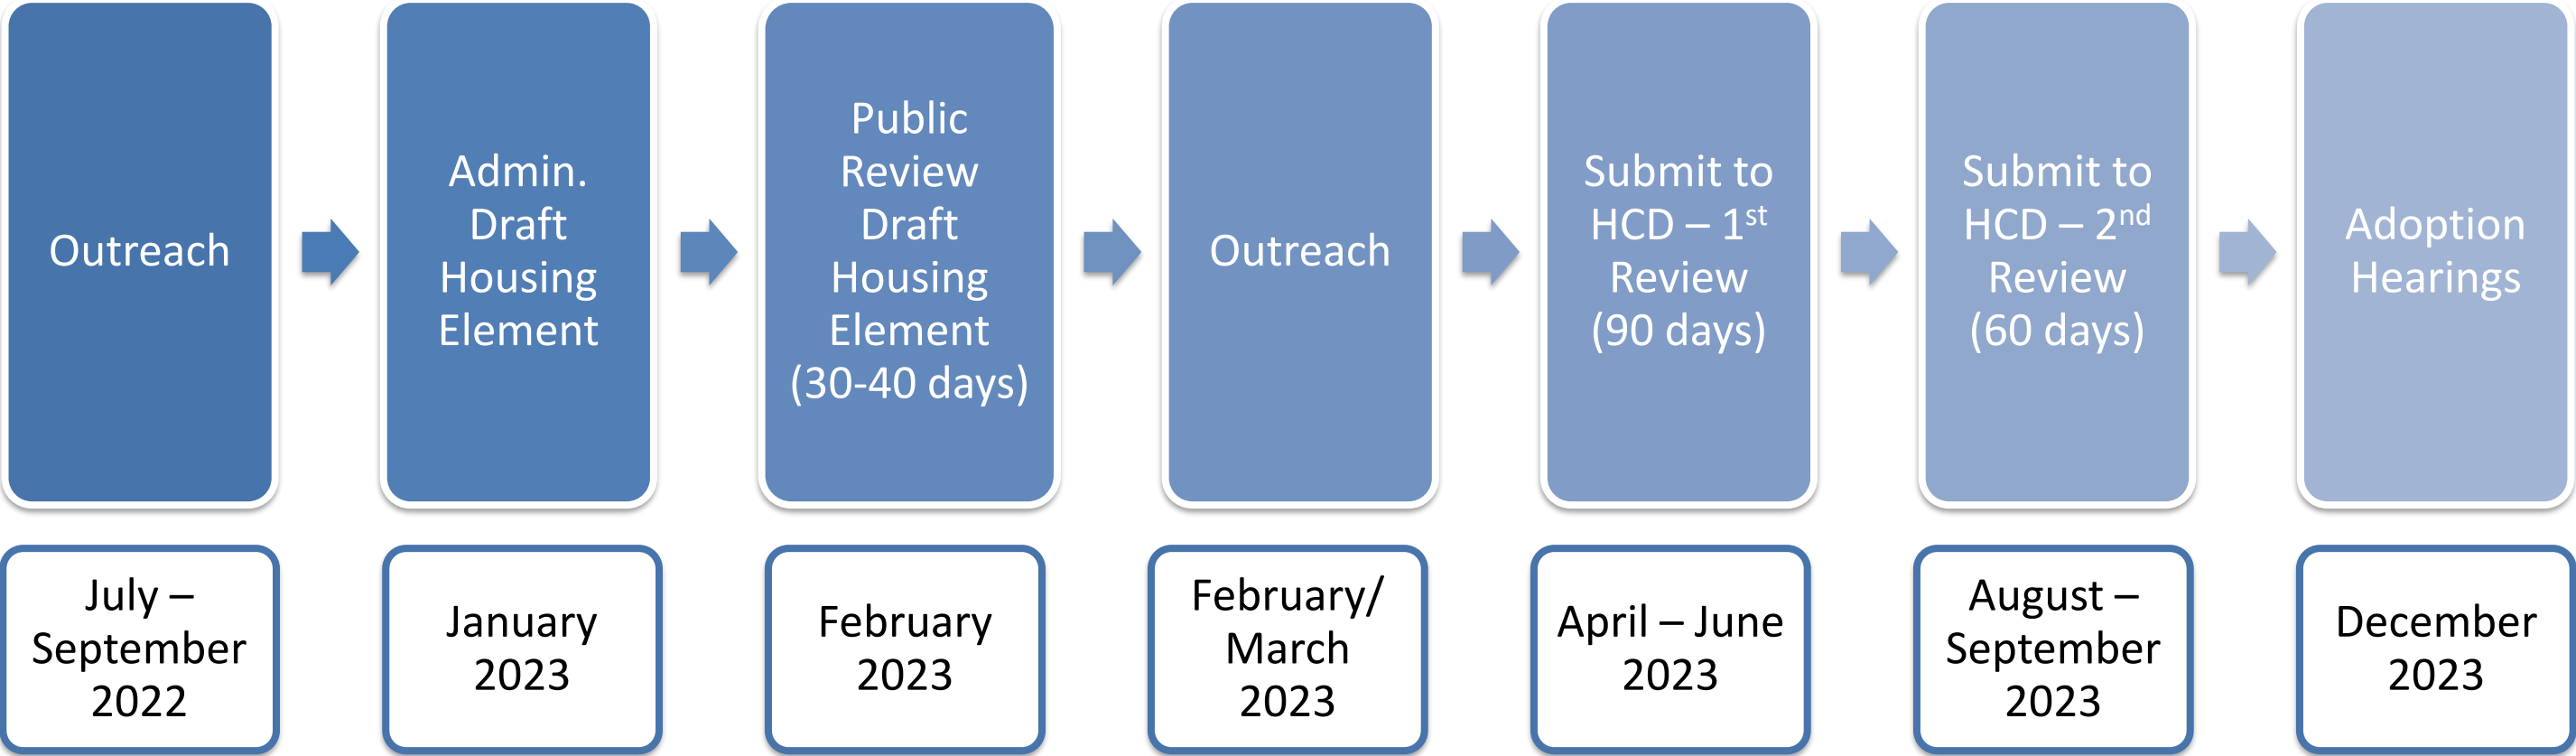 Outreach
Admin.
Draft
Housing
Element
Public
Review
Draft
Housing
Element
(30-40 days)
Outreach
Submit to
HCD – 1st
Review
(90 days)
Submit to
HCD – 2nd
Review
(60 days)
Adoption
Hearings
July –
September
2022
January
2023
February
2023
February/
March
2023
April – June
2023
August –
September
2023
December
2023